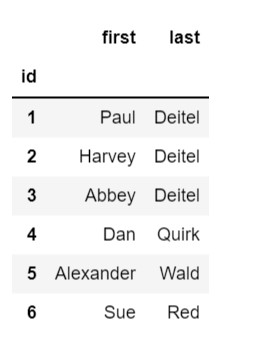 first last
id
1 Paul Deitel
2 Harvey Deitel
3 Abbey Deitel
4 Dan Quirk
5 Alexander Wald
6 Sue Red